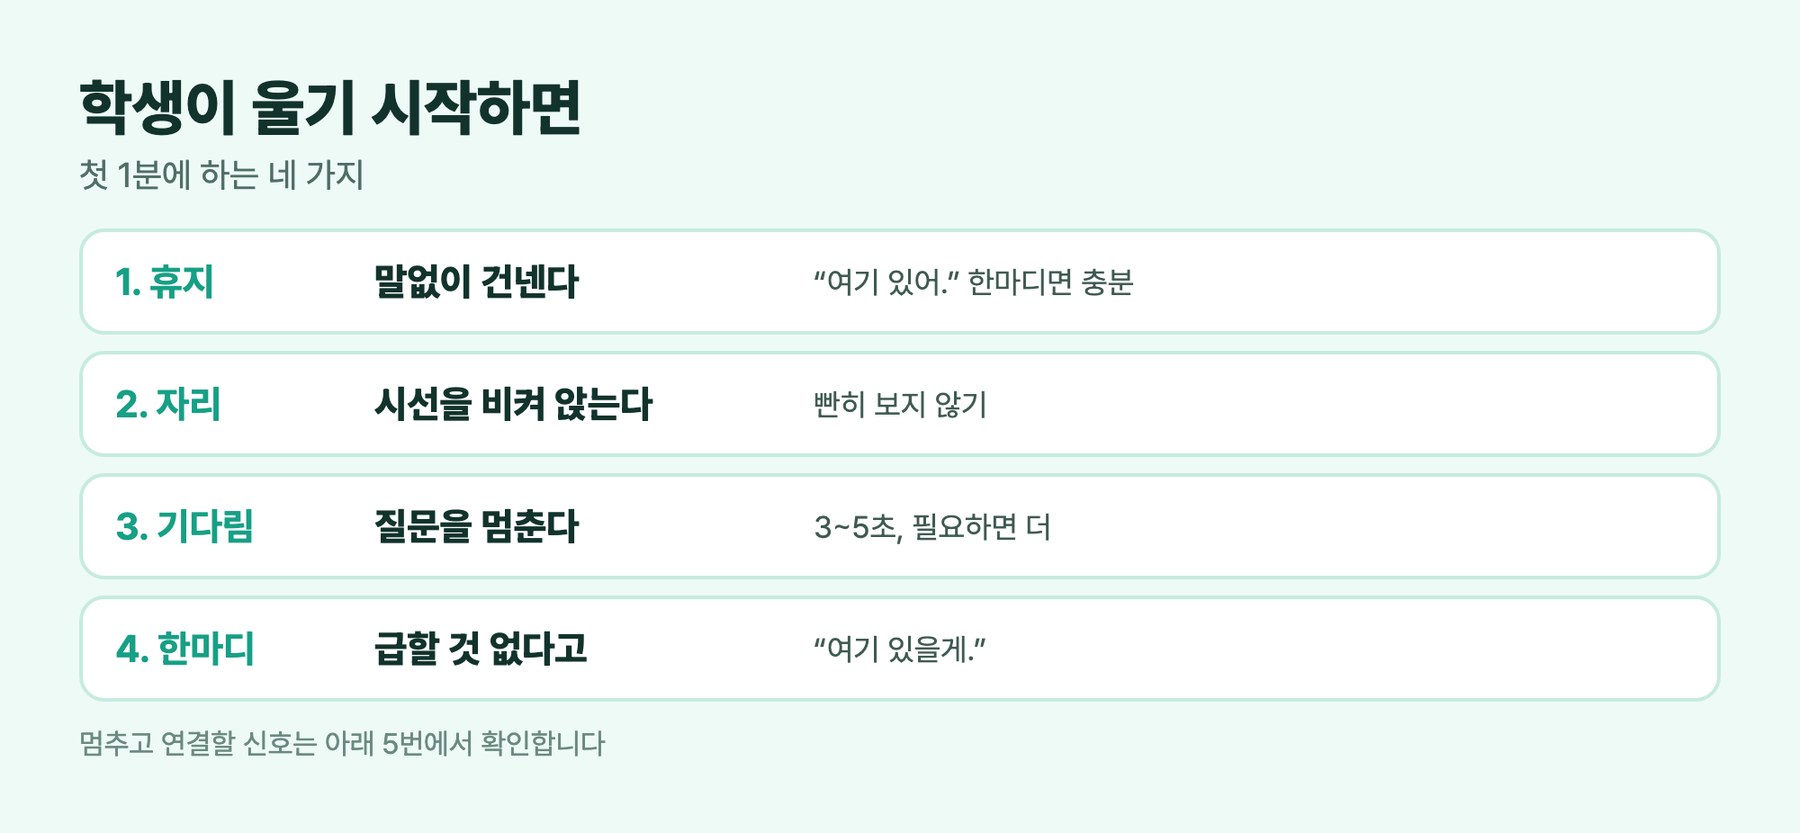 학생이 울기 시작하면
첫 1분에 하는 네 가지
1. 휴지 말없이 건넨다 “여기 있어.” 한마디면 충분
2. 자리 시선을 비켜 앉는다 빤히 보지 않기
3. 기다림 질문을 멈춘다 3~5초, 필요하면 더
4. 한마디 급할 것 없다고 “여기 있을게.”
멈추고 연결할 신호는 아래 5번에서 확인합니다